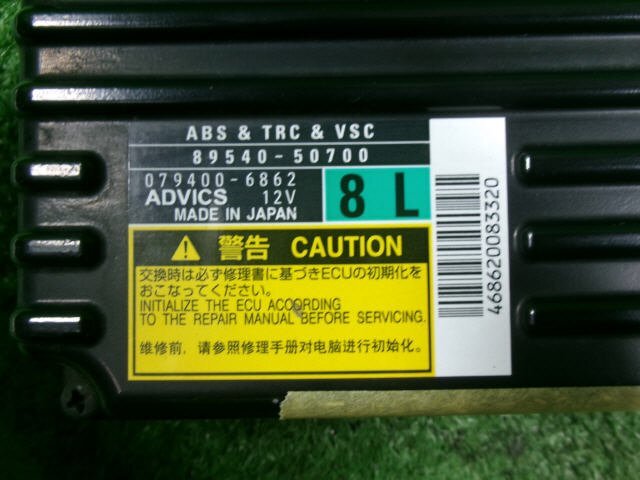 ABS & TRC & VSC
89540-50700
079400-6862
ADVICS 12V
MADE IN JAPAN
8 L
警告 CAUTION
交換時は必ず修理書に基づきECUの初期化を
おこなってください。
INITIALIZE THE ECU ACCORDING
TO THE REPAIR MANUAL BEFORE SERVICING.
维修前，请参照修理手册对电脑进行初始化。
468620083320